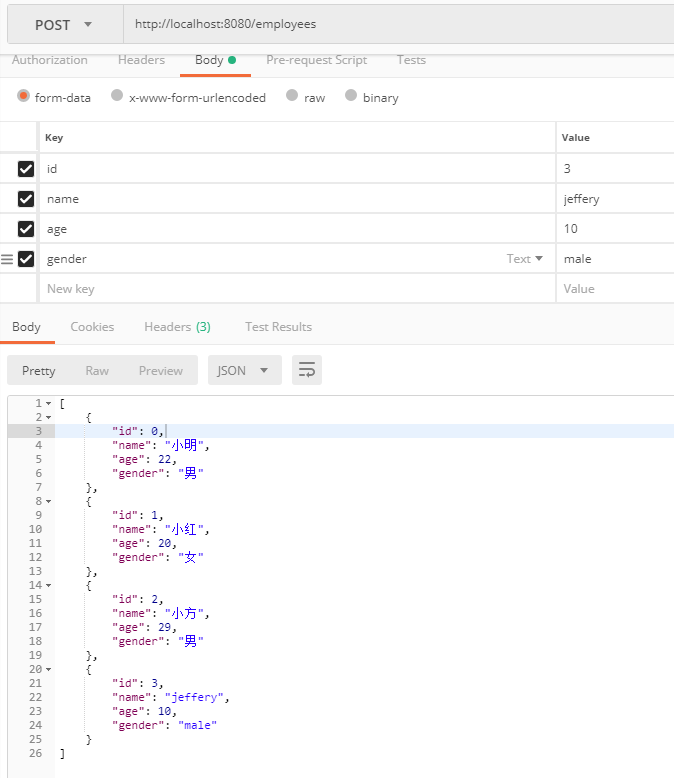 POST http://localhost:8080/employees
Authorization Headers Body Pre-request Script Tests
form-data x-www-form-urlencoded raw binary
Key Value
id 3
name jeffery
age 10
gender Text male
New key Value
Body Cookies Headers (3) Test Results
Pretty Raw Preview JSON
1 [
2 {
3 "id": 0,
4 "name": "小明",
5 "age": 22,
6 "gender": "男"
7 },
8 {
9 "id": 1,
10 "name": "小红",
11 "age": 20,
12 "gender": "女"
13 },
14 {
15 "id": 2,
16 "name": "小方",
17 "age": 29,
18 "gender": "男"
19 },
20 {
21 "id": 3,
22 "name": "jeffery",
23 "age": 10,
24 "gender": "male"
25 }
26 ]